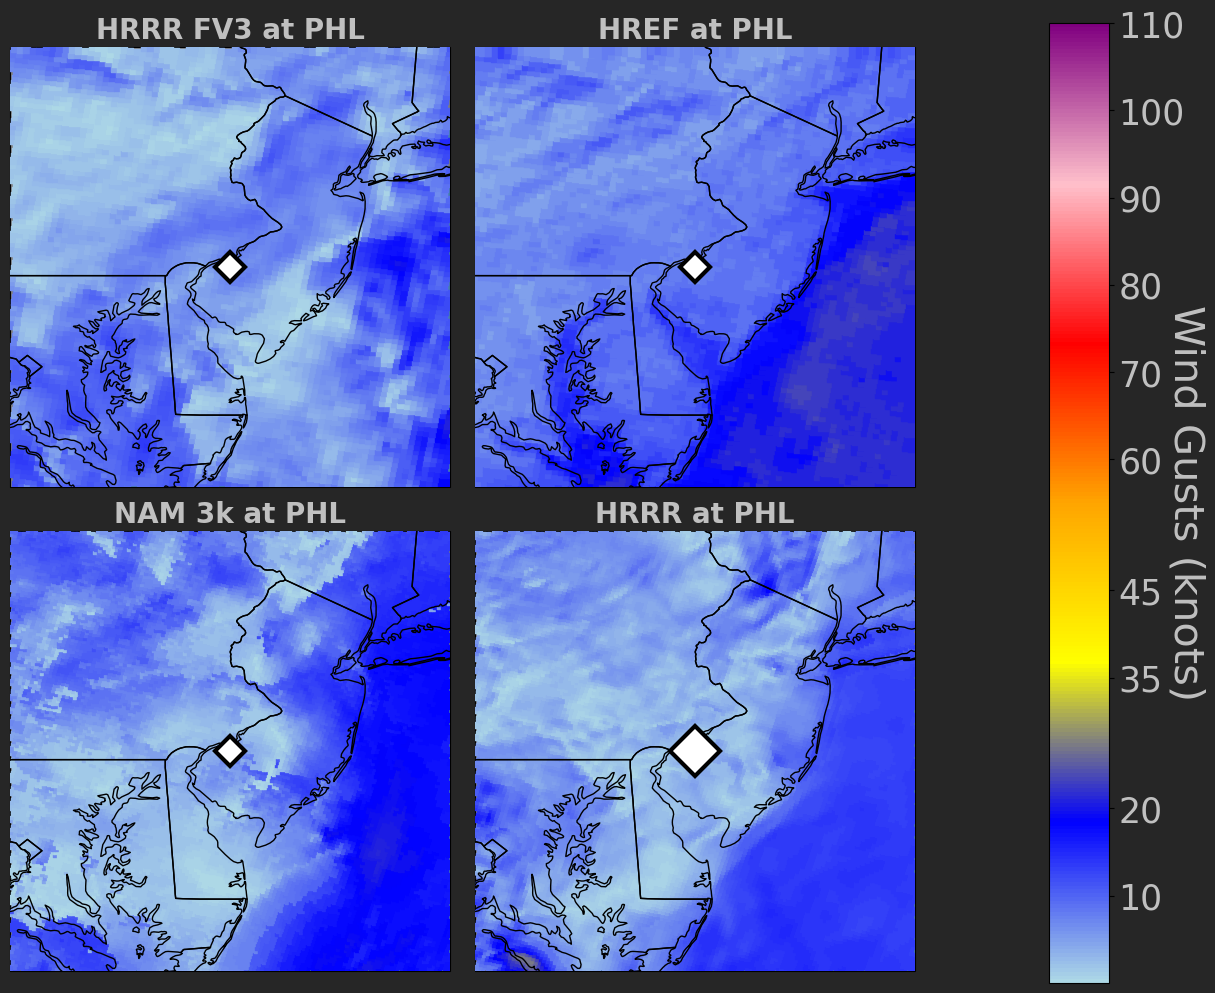 HRRR FV3 at PHL
HREF at PHL
NAM 3k at PHL
HRRR at PHL
110
100
90
80
70
60
45
35
20
10
Wind Gusts (knots)